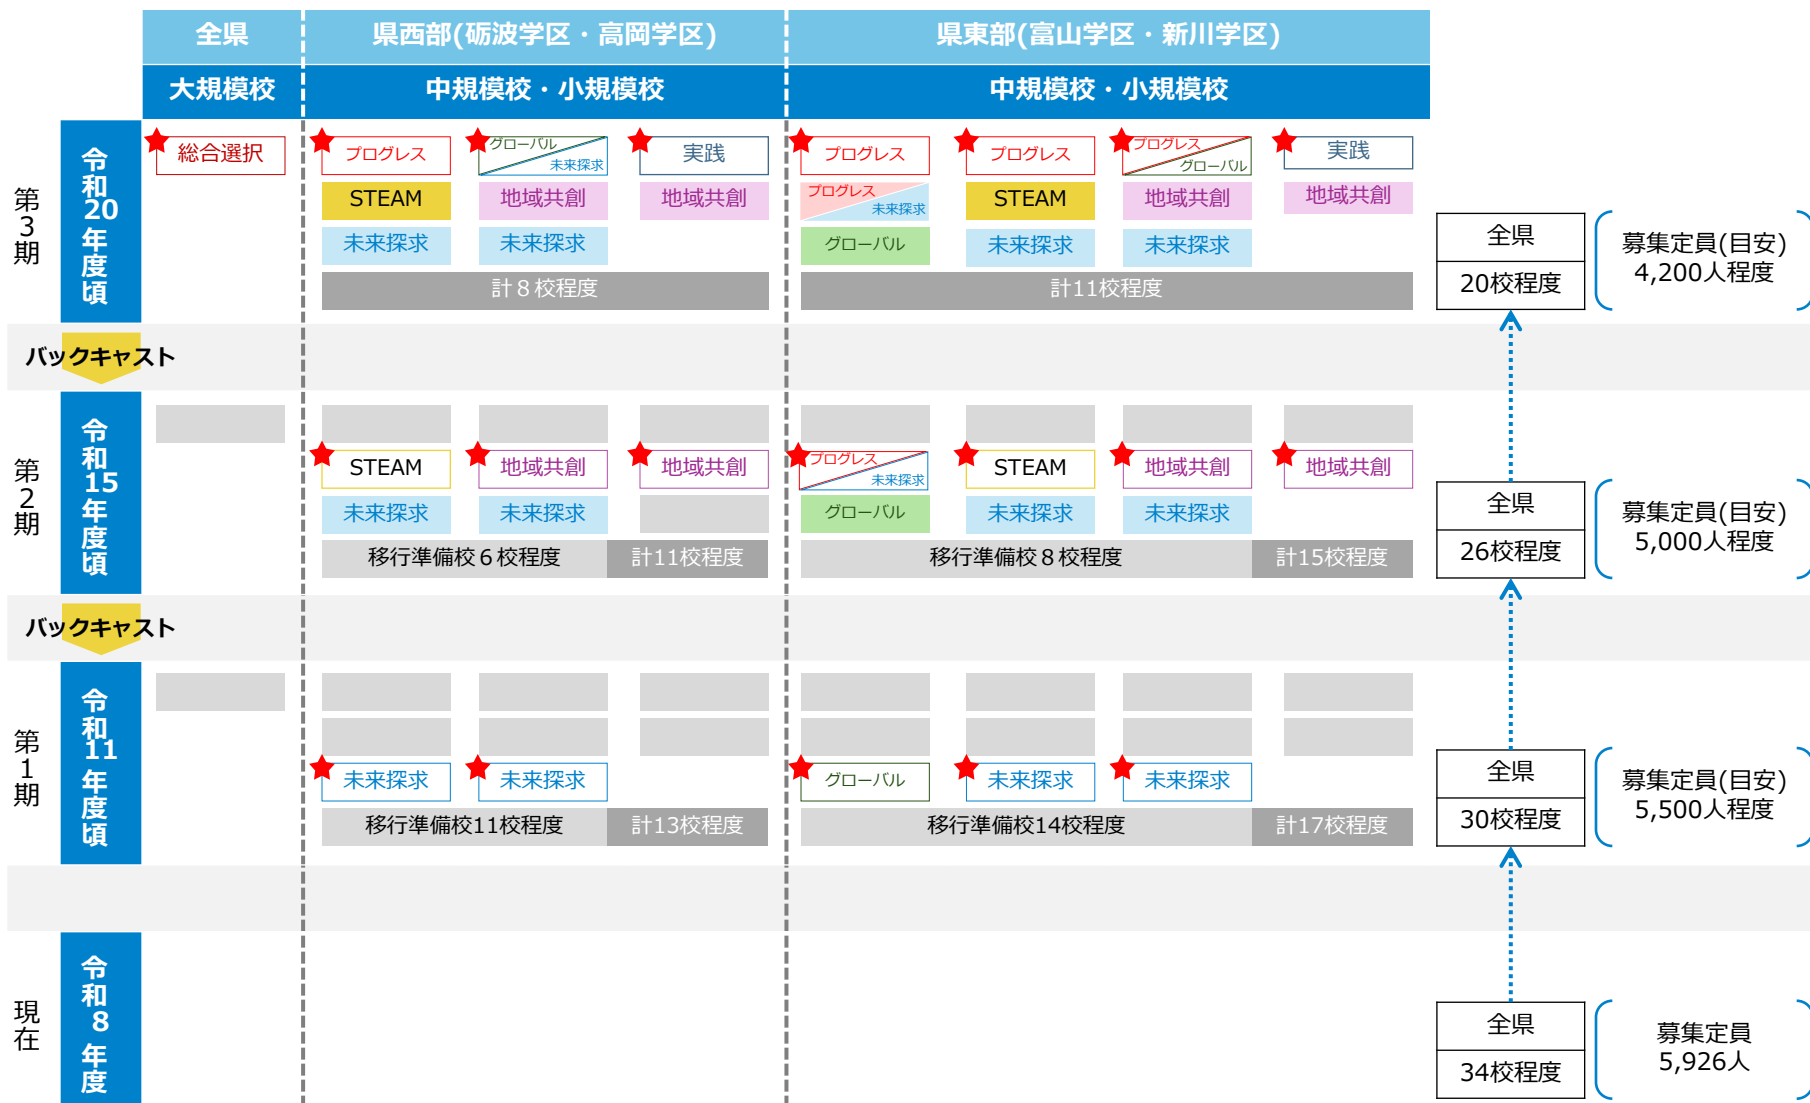 全県
県西部(砺波学区・高岡学区)
県東部(富山学区・新川学区)
大規模校
中規模校・小規模校
中規模校・小規模校
第3期
令和20年度頃
総合選択
プログレス
グローバル
未来探求
実践
プログレス
プログレス
プログレス
グローバル
実践
STEAM
地域共創
地域共創
プログレス
未来探求
STEAM
地域共創
地域共創
未来探求
未来探求
グローバル
未来探求
未来探求
計8校程度
計11校程度
全県
20校程度
募集定員(目安)
4,200人程度
バックキャスト
第2期
令和15年度頃
STEAM
地域共創
地域共創
プログレス
未来探求
STEAM
地域共創
地域共創
未来探求
未来探求
グローバル
未来探求
未来探求
移行準備校6校程度
計11校程度
移行準備校8校程度
計15校程度
全県
26校程度
募集定員(目安)
5,000人程度
バックキャスト
第1期
令和11年度頃
未来探求
未来探求
グローバル
未来探求
未来探求
移行準備校11校程度
計13校程度
移行準備校14校程度
計17校程度
全県
30校程度
募集定員(目安)
5,500人程度
現在
令和8年度
全県
34校程度
募集定員
5,926人